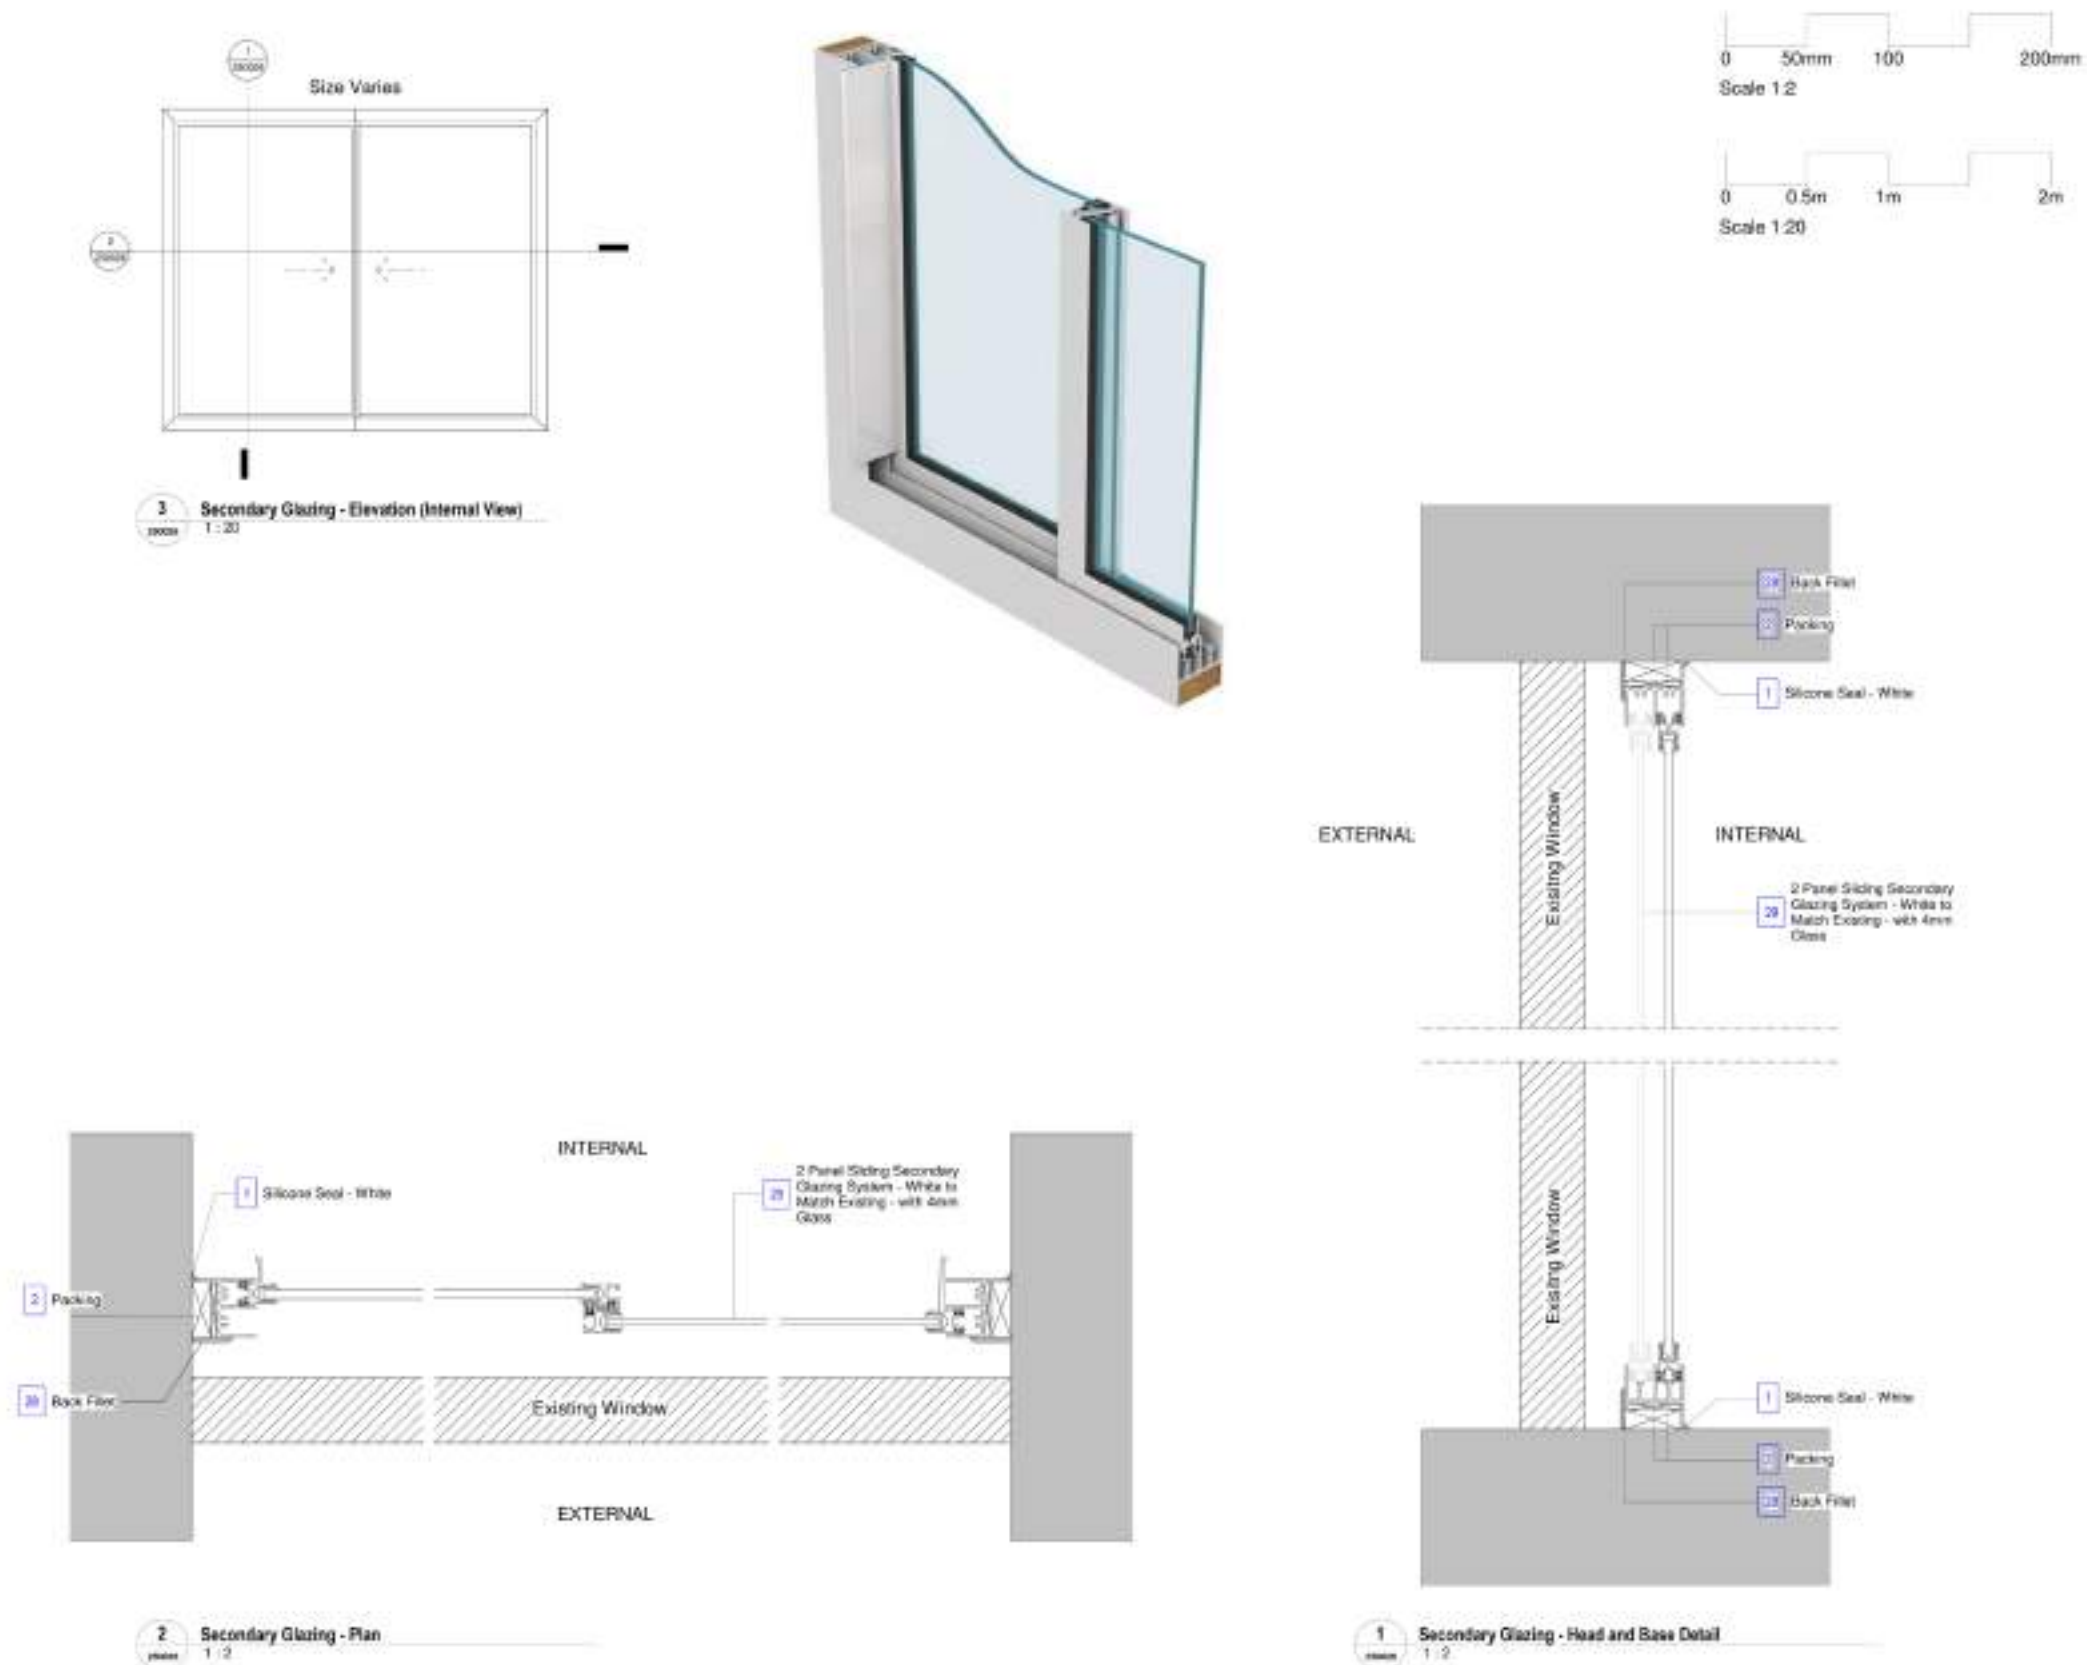 1
Size Varies
2
3
Secondary Glazing - Elevation (Internal View)
1 : 20
0
50mm
100
200mm
Scale 1:2
0
0.5m
1m
2m
Scale 1:20
Back Fillet
Packing
1
Silicone Seal - White
EXTERNAL
INTERNAL
Exisitng Window
2 Panel Sliding Secondary
Glazing System - White to
Match Existing - with 4mm
Glass
Exisitng Window
1
Silicone Seal - White
Packing
Back Fillet
1
Secondary Glazing - Head and Base Detail
1 : 2
INTERNAL
1
Silicone Seal - White
2 Panel Sliding Secondary
Glazing System - White to
Match Existing - with 4mm
Glass
2
Packing
Back Fillet
Existing Window
EXTERNAL
2
Secondary Glazing - Plan
1 : 2